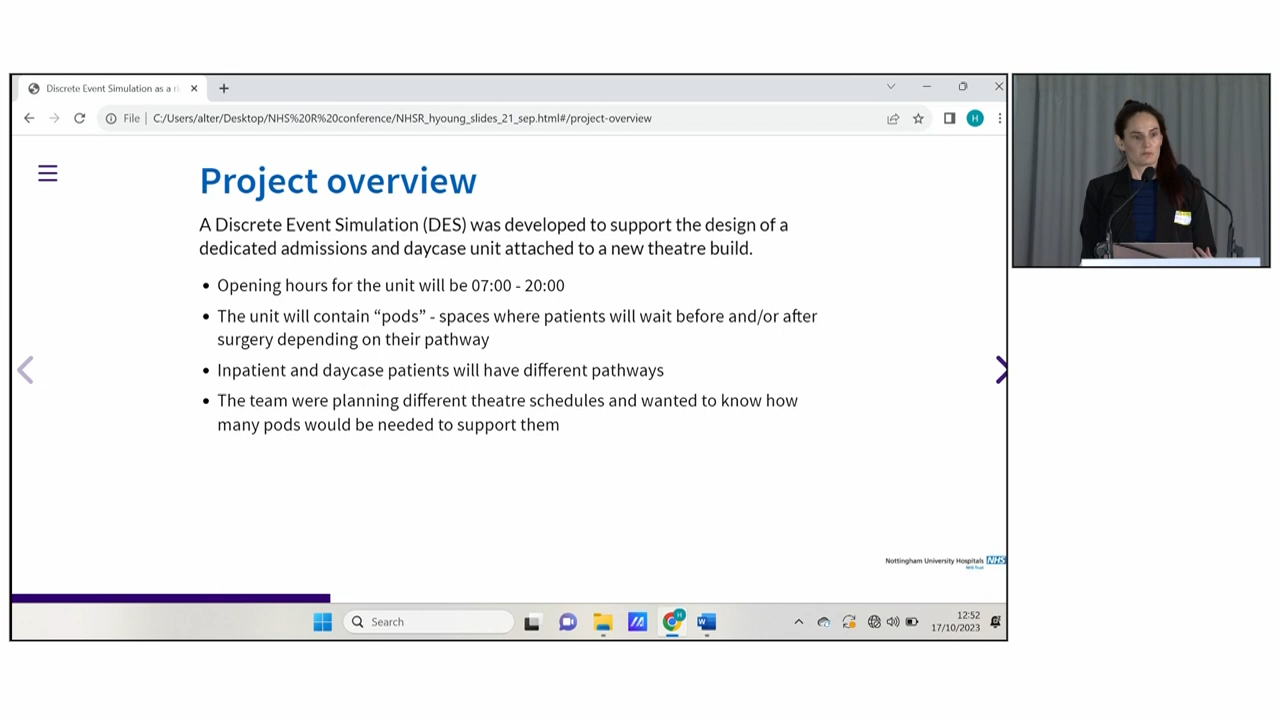 Discrete Event Simulation as a ri
File
C:/Users/alter/Desktop/NHS%20R%20conference/NHSR_hyoung_slides_21_sep.html#/project-overview
H
Project overview
A Discrete Event Simulation (DES) was developed to support the design of a
dedicated admissions and daycase unit attached to a new theatre build.
• Opening hours for the unit will be 07:00 - 20:00
• The unit will contain “pods” - spaces where patients will wait before and/or after
surgery depending on their pathway
• Inpatient and daycase patients will have different pathways
• The team were planning different theatre schedules and wanted to know how
many pods would be needed to support them
Nottingham University Hospitals NHS
NHS Trust
Search
H
W
12:52
17/10/2023